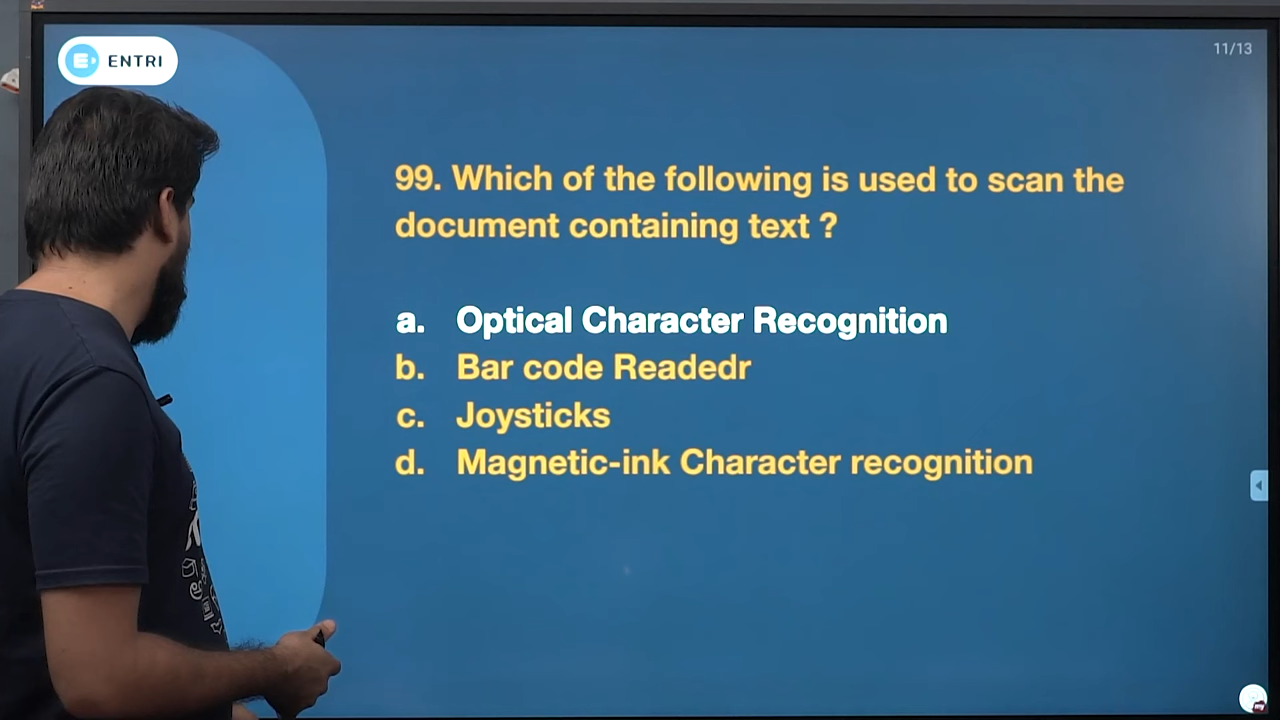 ENTRI
11/13
99. Which of the following is used to scan the
document containing text ?
a. Optical Character Recognition
b. Bar code Readedr
c. Joysticks
d. Magnetic-ink Character recognition